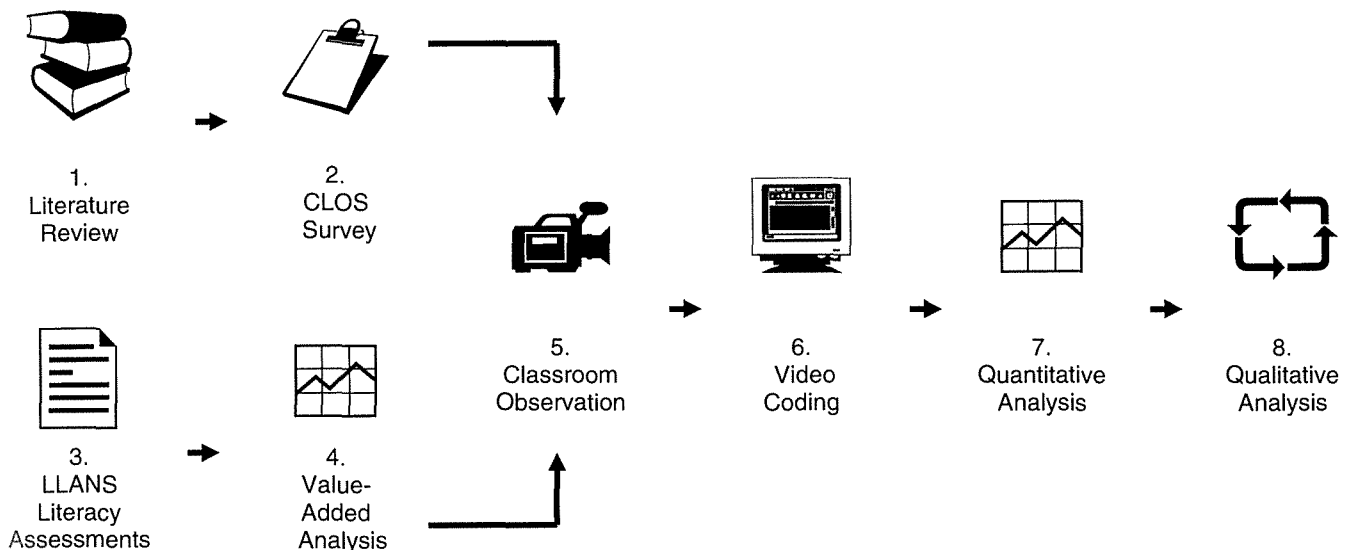 1.
Literature
Review
2.
CLOS
Survey
3.
LLANS
Literacy
Assessments
4.
Value-
Added
Analysis
5.
Classroom
Observation
6.
Video
Coding
7.
Quantitative
Analysis
8.
Qualitative
Analysis